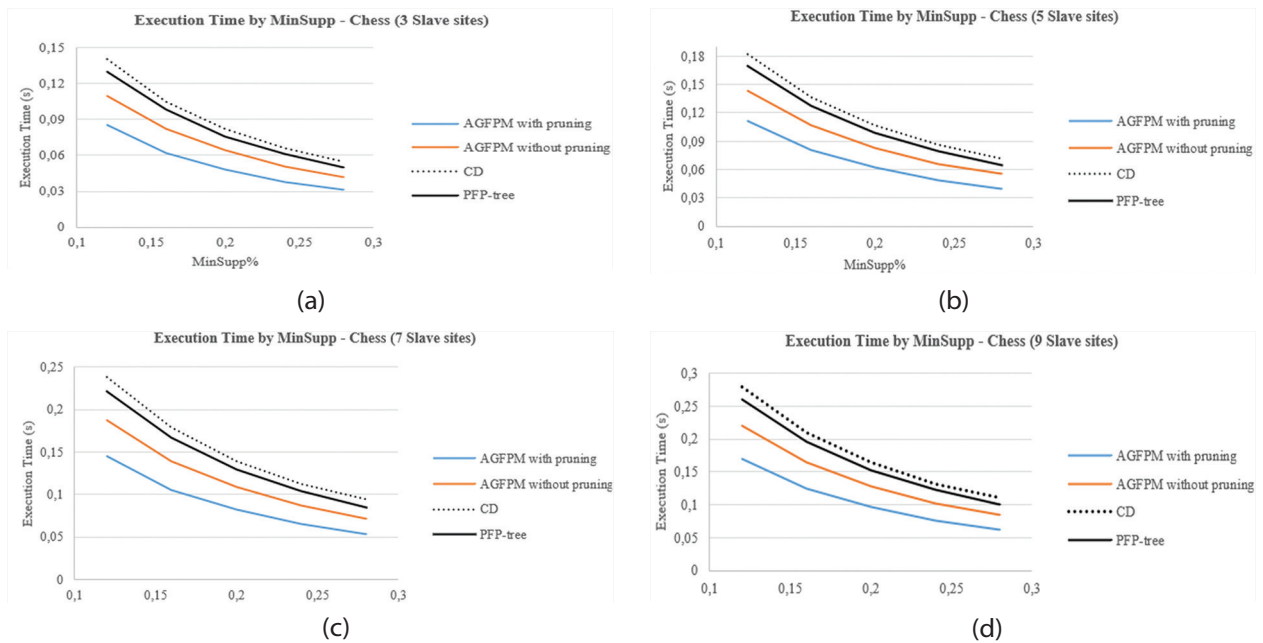 Execution Time by MinSupp - Chess (3 Slave sites)
0,15
0,12
0,09
0,06
0,03
0
Execution Time (s)
0,1 0,15 0,2 0,25 0,3
MinSupp%
AGFPM with pruning
AGFPM without pruning
CD
PFP-tree
(a)
Execution Time by MinSupp - Chess (5 Slave sites)
0,18
0,15
0,12
0,09
0,06
0,03
0
Execution Time (s)
0,1 0,15 0,2 0,25 0,3
MinSupp%
AGFPM with pruning
AGFPM without pruning
CD
PFP-tree
(b)
Execution Time by MinSupp - Chess (7 Slave sites)
0,25
0,2
0,15
0,1
0,05
0
Execution Time (s)
0,1 0,15 0,2 0,25 0,3
AGFPM with pruning
AGFPM without pruning
CD
PFP-tree
(c)
Execution Time by MinSupp - Chess (9 Slave sites)
0,3
0,25
0,2
0,15
0,1
0,05
0
Execution Time (s)
0,1 0,15 0,2 0,25 0,3
AGFPM with pruning
AGFPM without pruning
CD
PFP-tree
(d)